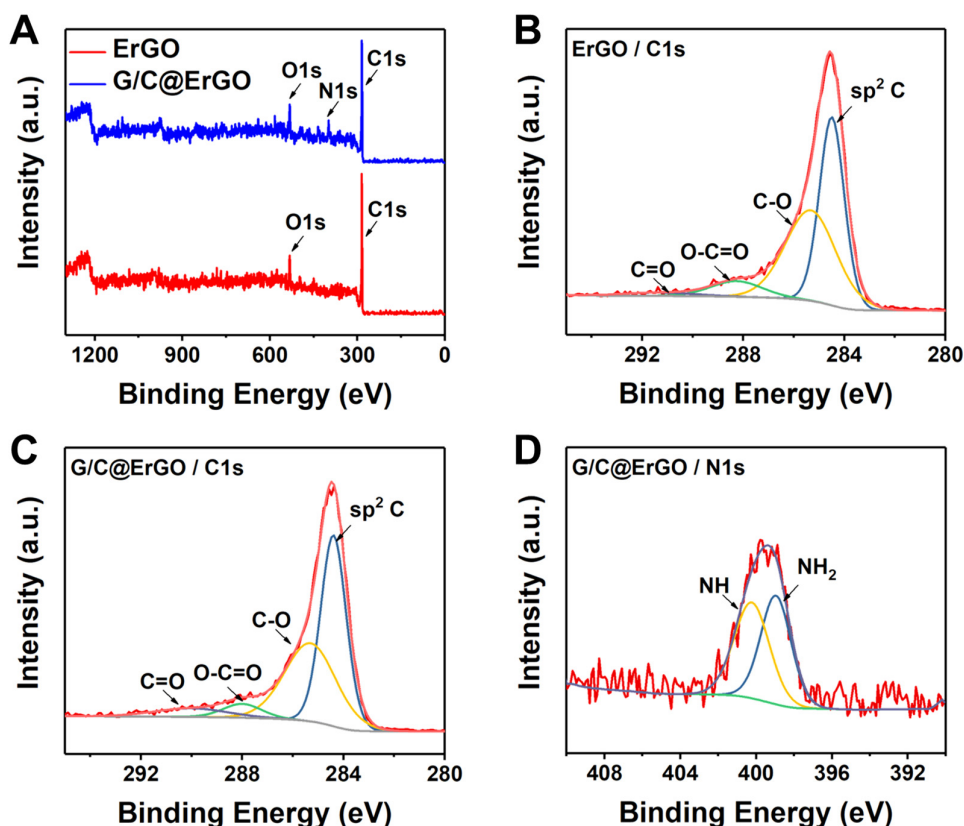 A
ErGO
G/C@ErGO
O1s
N1s
C1s
O1s
C1s
Intensity (a.u.)
1200 900 600 300 0
Binding Energy (eV)
B
ErGO / C1s
sp² C
C-O
O-C=O
C=O
Intensity (a.u.)
292 288 284 280
Binding Energy (eV)
C
G/C@ErGO / C1s
sp² C
C-O
O-C=O
C=O
Intensity (a.u.)
292 288 284 280
Binding Energy (eV)
D
G/C@ErGO / N1s
NH
NH₂
Intensity (a.u.)
408 404 400 396 392
Binding Energy (eV)